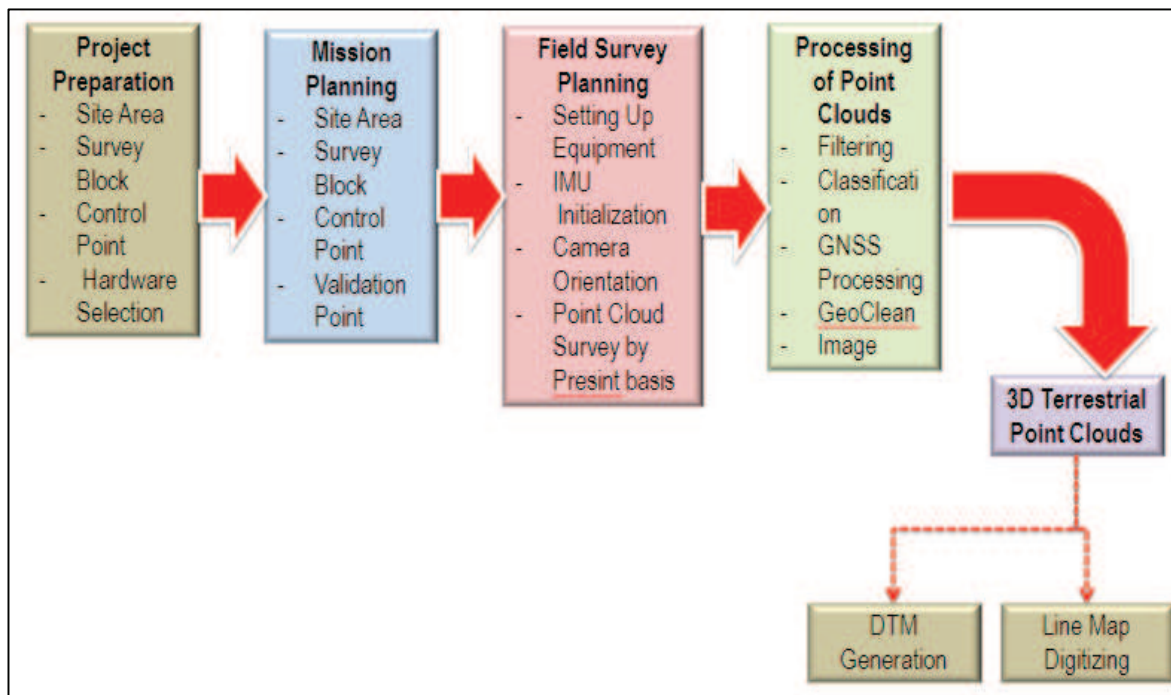 Project
Preparation
- Site Area
- Survey
Block
- Control
Point
- Hardware
Selection
Mission
Planning
- Site Area
- Survey
Block
- Control
Point
- Validation
Point
Field Survey
Planning
- Setting Up
Equipment
- IMU
Initialization
- Camera
Orientation
- Point Cloud
Survey by
Presint basis
Processing
of Point
Clouds
- Filtering
- Classificati
on
- GNSS
Processing
- GeoClean
- Image
3D Terrestrial
Point Clouds
DTM
Generation
Line Map
Digitizing